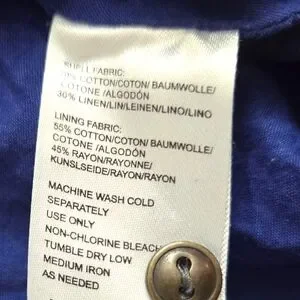 SHELL FABRIC:
COTTON/COTON/ BAUMWOLLE/
COTONE /ALGODÓN
30% LINEN/LIN/LEINEN/LINO/LINO
LINING FABRIC:
55% COTTON/COTON/ BAUMWOLLE/
COTONE /ALGODÓN
45% RAYON/RAYONNE/
KUNSLSEIDE/RAYON/RAYON
MACHINE WASH COLD
SEPARATELY
USE ONLY
NON-CHLORINE BLEACH
TUMBLE DRY LOW
MEDIUM IRON
AS NEEDED